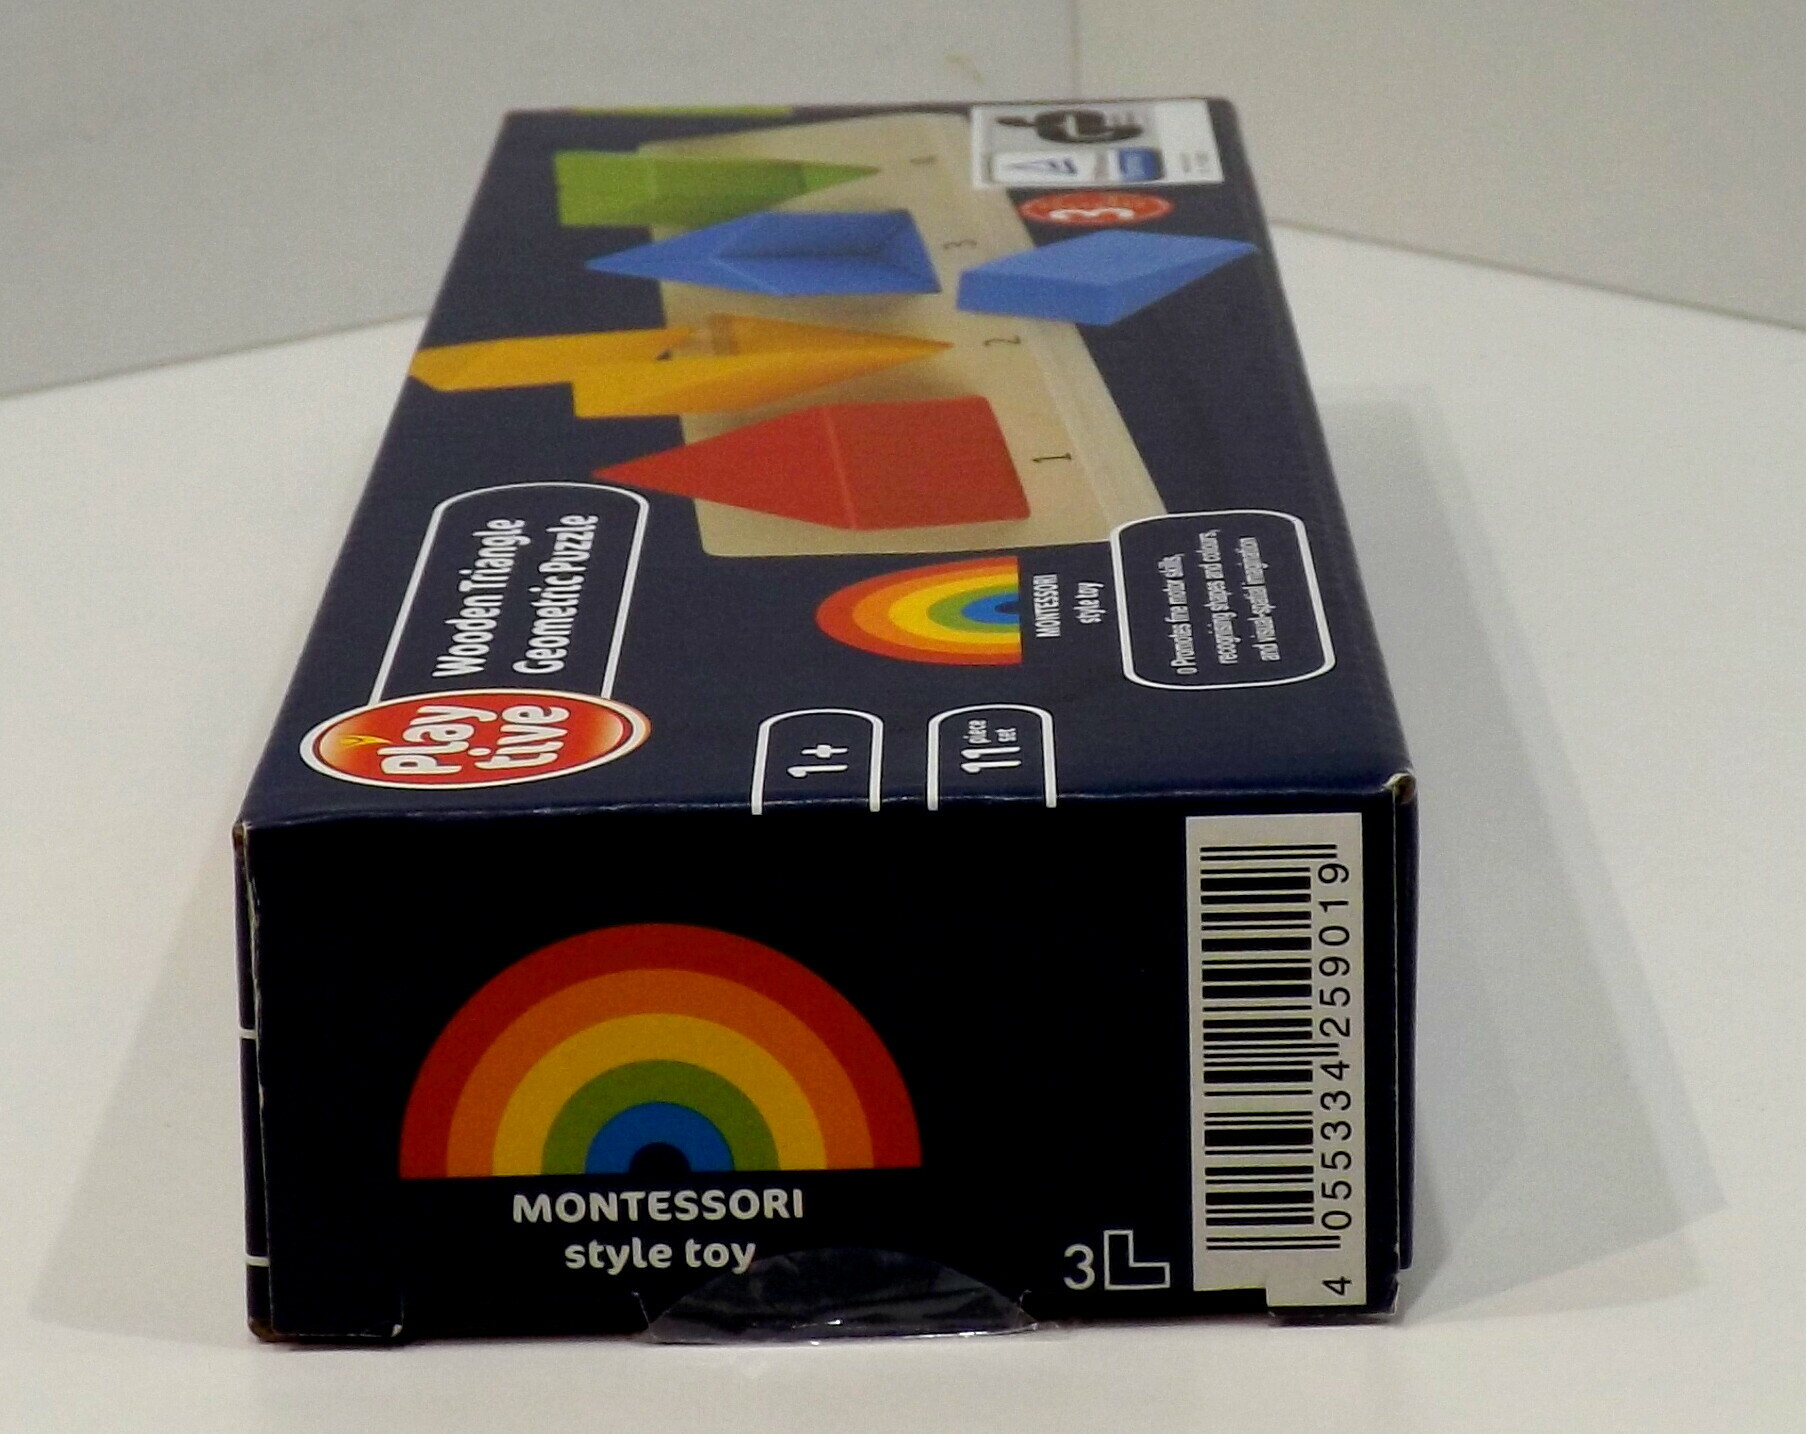 Play
tive
Wooden Triangle
Geometric Puzzle
1+
11 piece
set
MONTESSORI
style toy
o Promotes fine motor skills,
recognising shapes and colours,
and visual-spatial imagination
1
2
3
4
3
MONTESSORI
style toy
3
4 055334 259019